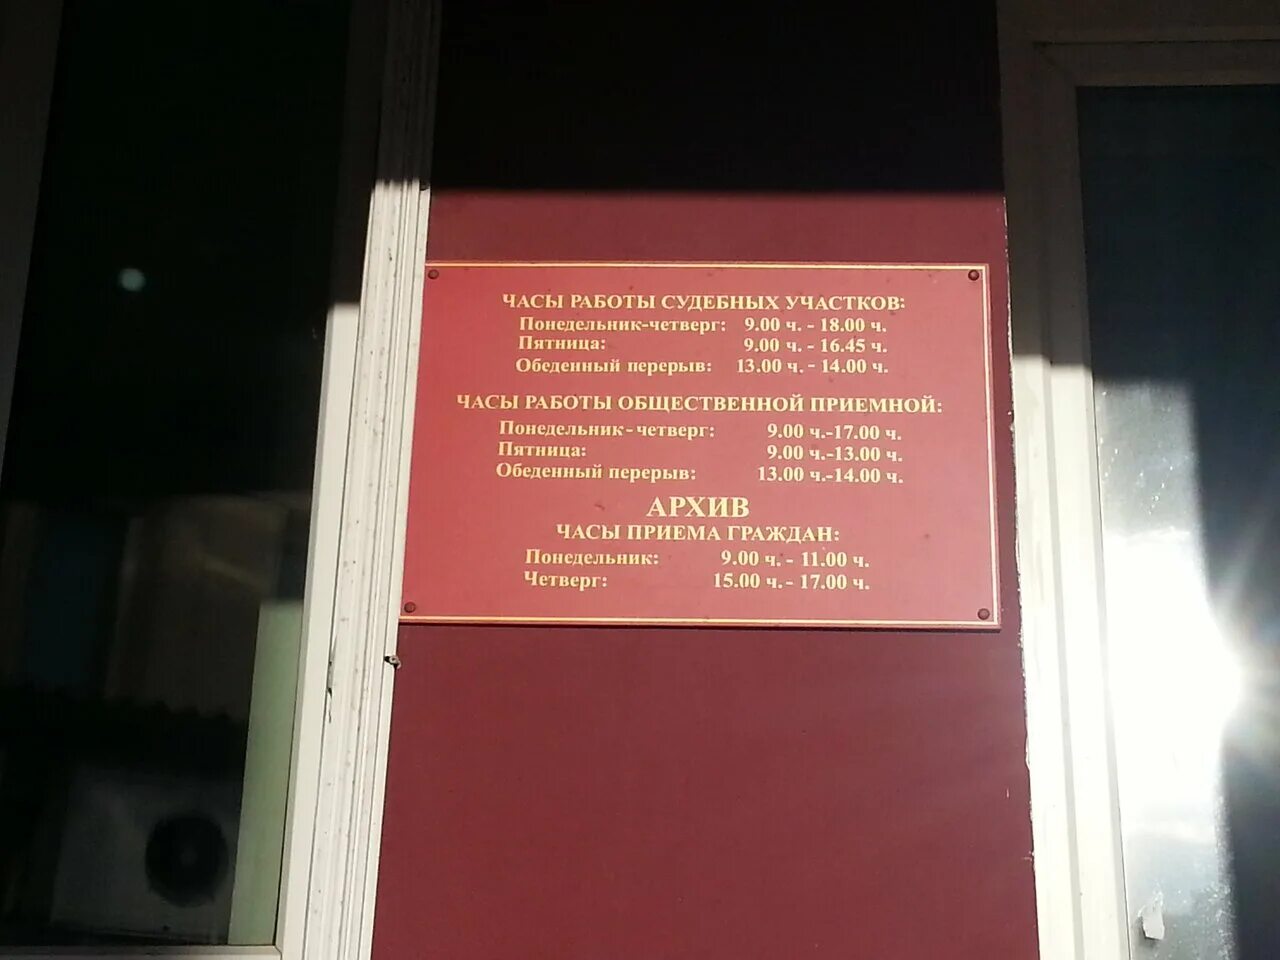 ЧАСЫ РАБОТЫ СУДЕБНЫХ УЧАСТКОВ:
Понедельник-четверг: 9.00 ч. - 18.00 ч.
Пятница: 9.00 ч. - 16.45 ч.
Обеденный перерыв: 13.00 ч. - 14.00 ч.
ЧАСЫ РАБОТЫ ОБЩЕСТВЕННОЙ ПРИЕМНОЙ:
Понедельник-четверг: 9.00 ч.-17.00 ч.
Пятница: 9.00 ч.-13.00 ч.
Обеденный перерыв: 13.00 ч.-14.00 ч.
АРХИВ
ЧАСЫ ПРИЕМА ГРАЖДАН:
Понедельник: 9.00 ч. - 11.00 ч.
Четверг: 15.00 ч. - 17.00 ч.